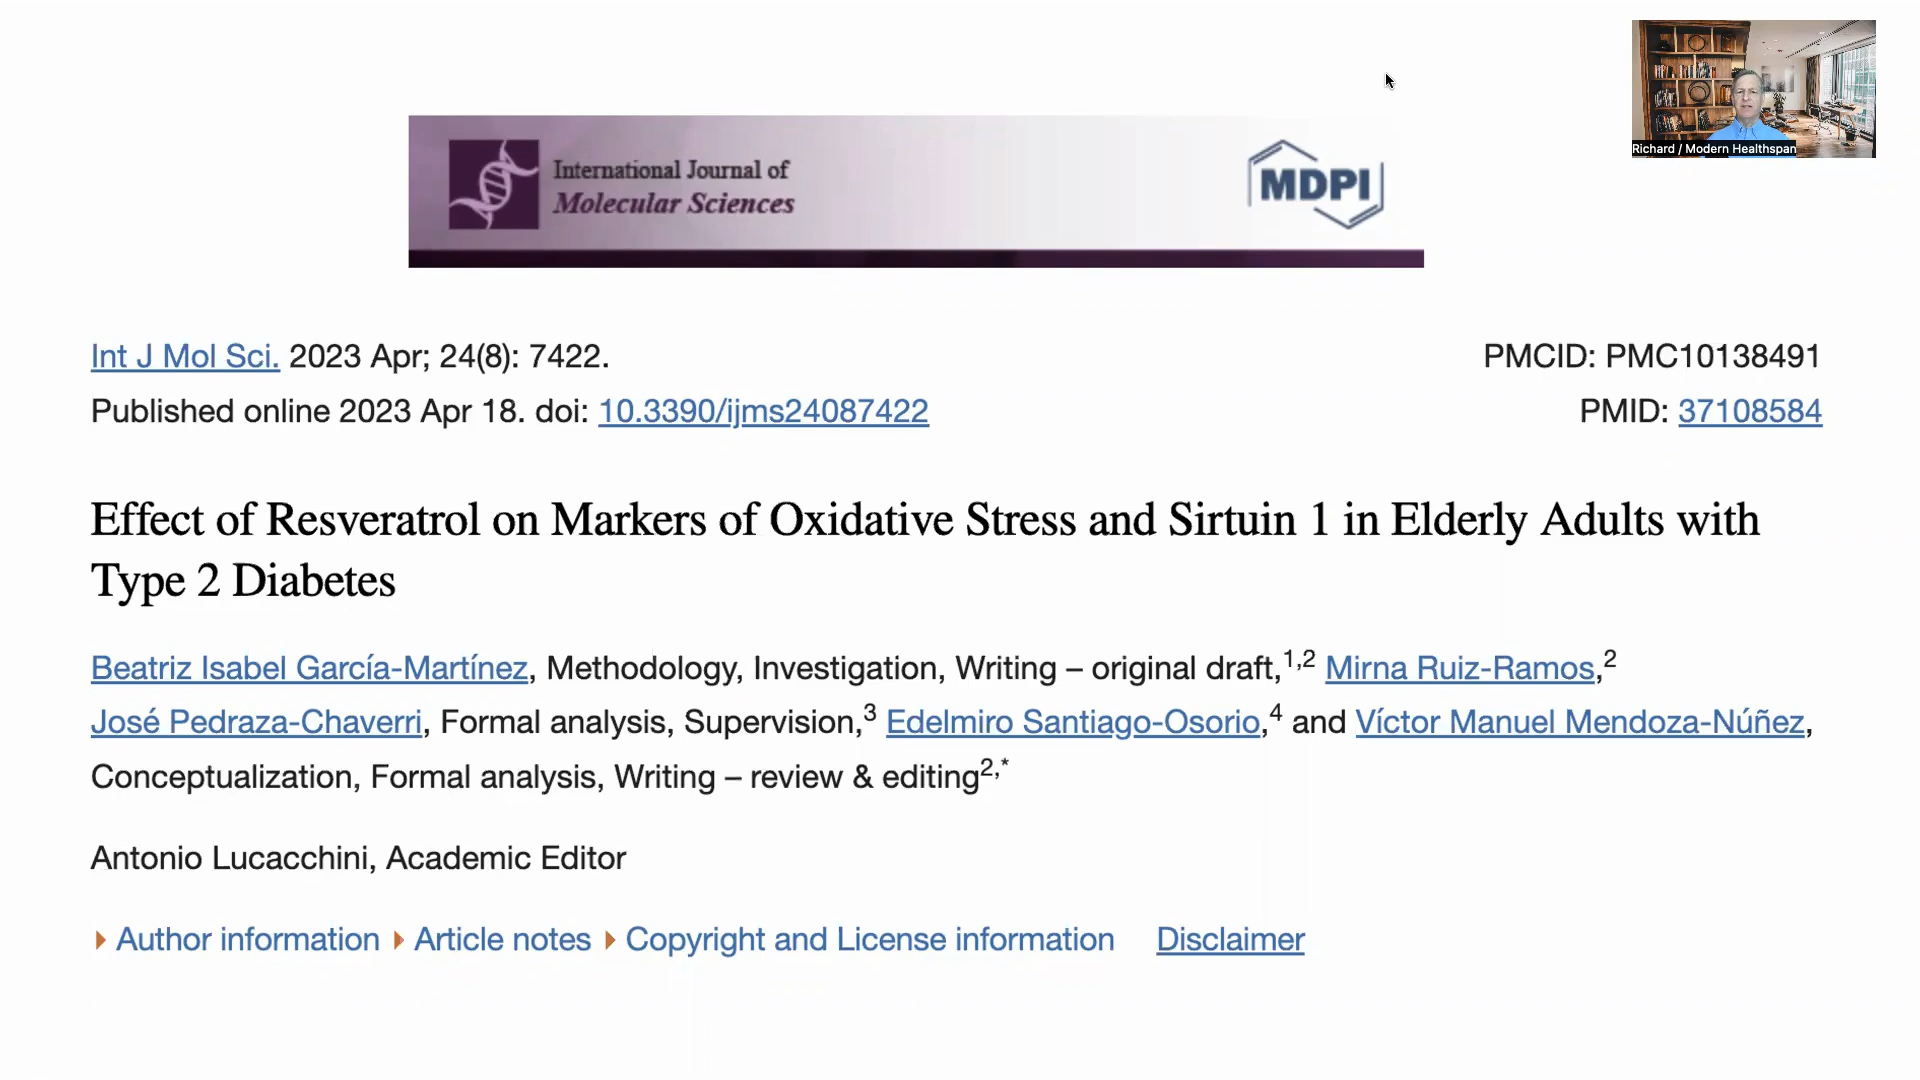 Richard / Modern Healthspan
International Journal of
Molecular Sciences
MDPI
Int J Mol Sci. 2023 Apr; 24(8): 7422.
PMCID: PMC10138491
Published online 2023 Apr 18. doi: 10.3390/ijms24087422
PMID: 37108584
Effect of Resveratrol on Markers of Oxidative Stress and Sirtuin 1 in Elderly Adults with
Type 2 Diabetes
Beatriz Isabel García-Martínez, Methodology, Investigation, Writing – original draft,1,2 Mirna Ruiz-Ramos,2
José Pedraza-Chaverri, Formal analysis, Supervision,3 Edelmiro Santiago-Osorio,4 and Víctor Manuel Mendoza-Núñez,
Conceptualization, Formal analysis, Writing – review & editing2,*
Antonio Lucacchini, Academic Editor
Author information Article notes Copyright and License information Disclaimer